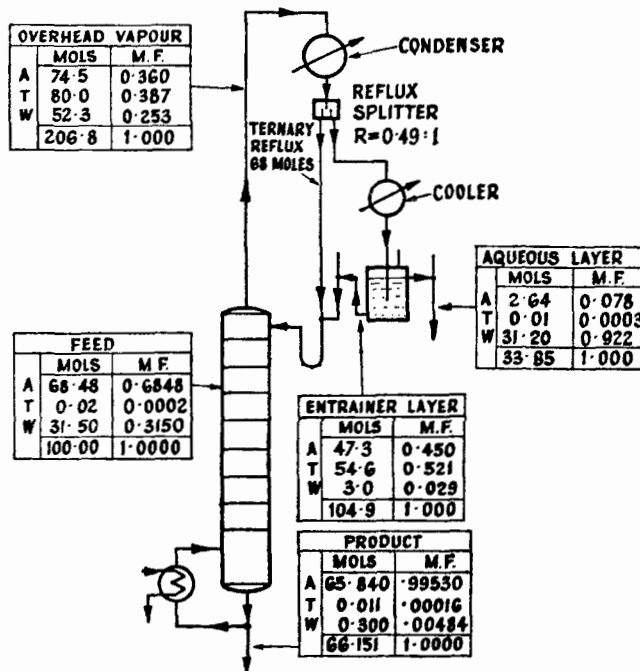 OVERHEAD VAPOUR
MOLS M.F.
A 74.5 0.360
T 80.0 0.387
W 52.3 0.253
206.8 1.000
CONDENSER
REFLUX
SPLITTER
R=0.49:1
TERNARY
REFLUX
68 MOLES
COOLER
AQUEOUS LAYER
MOLS M.F.
A 2.64 0.078
T 0.01 0.0003
W 31.20 0.922
33.85 1.000
FEED
MOLS M F.
A 68.48 0.6848
T 0.02 0.0002
W 31.50 0.3150
100.00 1.0000
ENTRAINER LAYER
MOLS M.F.
A 47.3 0.450
T 54.6 0.521
W 3.0 0.029
104.9 1.000
PRODUCT
MOLS M.F.
A 65.840 .99530
T 0.011 .00016
W 0.300 .00484
66.151 1.0000